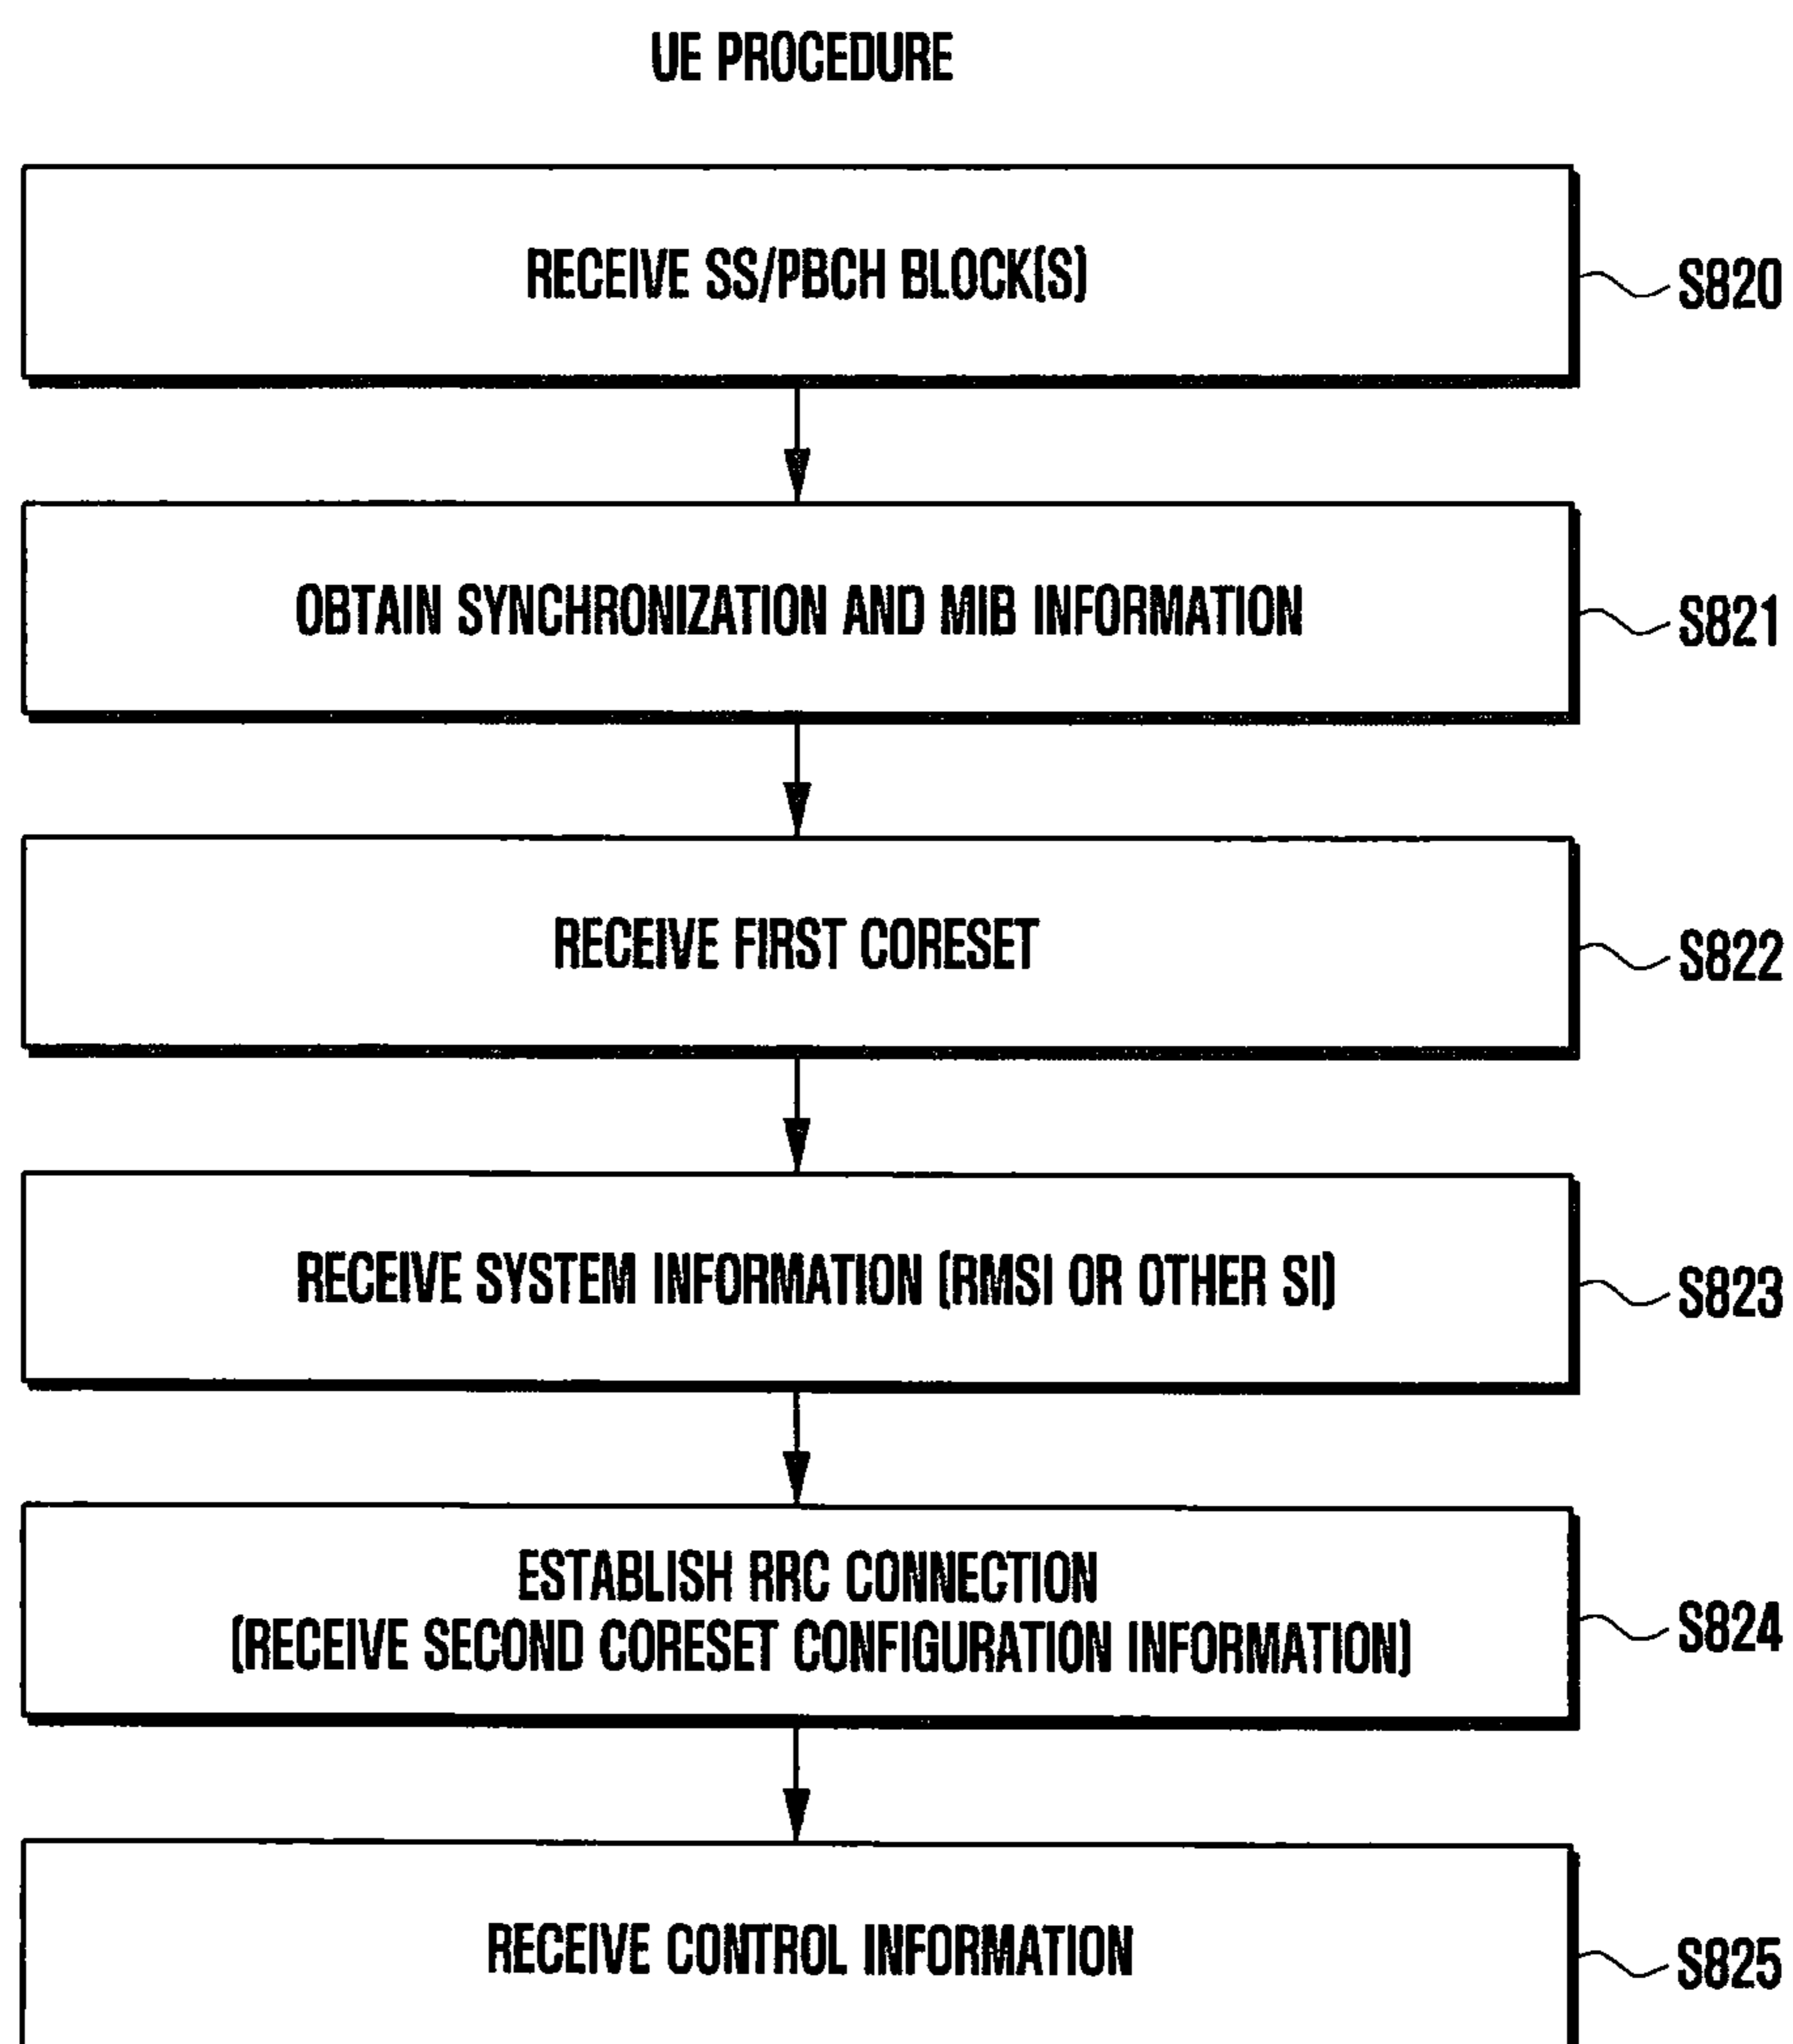 UE PROCEDURE
RECEIVE SS/PBCH BLOCK(S)
S820
OBTAIN SYNCHRONIZATION AND MIB INFORMATION
S821
RECEIVE FIRST CORESET
S822
RECEIVE SYSTEM INFORMATION (RMSI OR OTHER SI)
S823
ESTABLISH RRC CONNECTION
(RECEIVE SECOND CORESET CONFIGURATION INFORMATION)
S824
RECEIVE CONTROL INFORMATION
S825